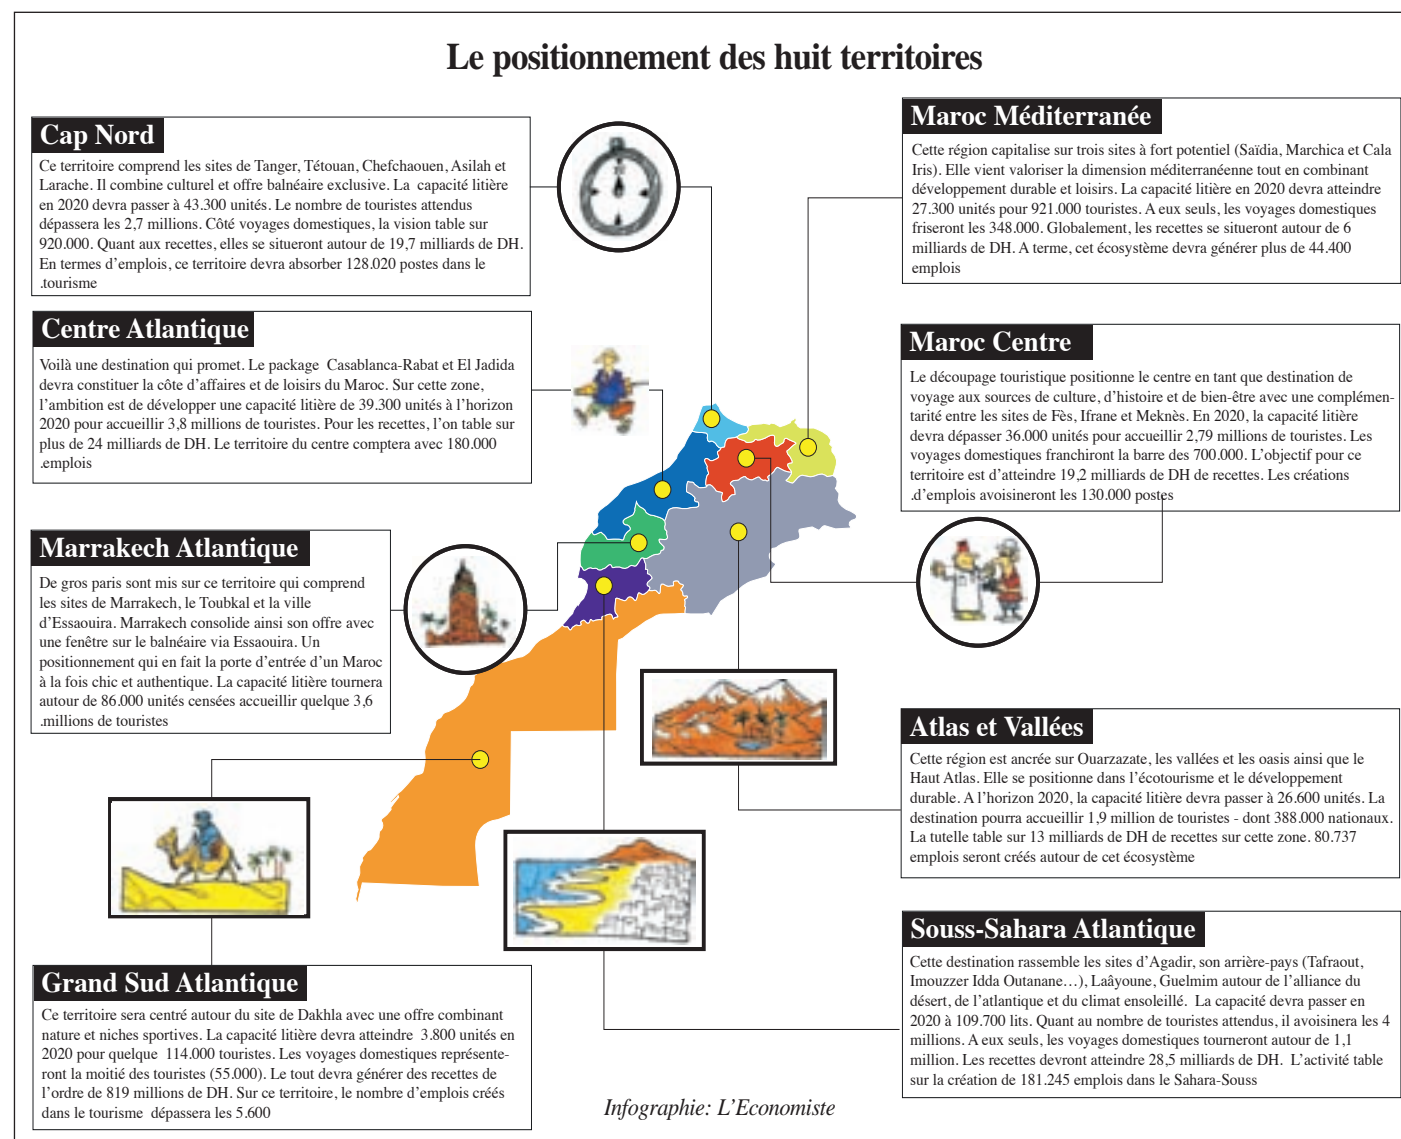 Le positionnement des huit territoires
Cap Nord
Ce territoire comprend les sites de Tanger, Tétouan, Chefchaouen, Asilah et
Larache. Il combine culturel et offre balnéaire exclusive. La capacité litière
en 2020 devra passer à 43.300 unités. Le nombre de touristes attendus
dépassera les 2,7 millions. Côté voyages domestiques, la vision table sur
920.000. Quant aux recettes, elles se situeront autour de 19,7 milliards de DH.
En termes d’emplois, ce territoire devra absorber 128.020 postes dans le
.tourisme
Centre Atlantique
Voilà une destination qui promet. Le package Casablanca-Rabat et El Jadida
devra constituer la côte d’affaires et de loisirs du Maroc. Sur cette zone,
l’ambition est de développer une capacité litière de 39.300 unités à l’horizon
2020 pour accueillir 3,8 millions de touristes. Pour les recettes, l’on table sur
plus de 24 milliards de DH. Le territoire du centre comptera avec 180.000
.emplois
Marrakech Atlantique
De gros paris sont mis sur ce territoire qui comprend
les sites de Marrakech, le Toubkal et la ville
d’Essaouira. Marrakech consolide ainsi son offre avec
une fenêtre sur le balnéaire via Essaouira. Un
positionnement qui en fait la porte d’entrée d’un Maroc
à la fois chic et authentique. La capacité litière tournera
autour de 86.000 unités censées accueillir quelque 3,6
.millions de touristes
Grand Sud Atlantique
Ce territoire sera centré autour du site de Dakhla avec une offre combinant
nature et niches sportives. La capacité litière devra atteindre 3.800 unités en
2020 pour quelque 114.000 touristes. Les voyages domestiques représente-
ront la moitié des touristes (55.000). Le tout devra générer des recettes de
l’ordre de 819 millions de DH. Sur ce territoire, le nombre d’emplois créés
dans le tourisme dépassera les 5.600
Maroc Méditerranée
Cette région capitalise sur trois sites à fort potentiel (Saïdia, Marchica et Cala
Iris). Elle vient valoriser la dimension méditerranéenne tout en combinant
développement durable et loisirs. La capacité litière en 2020 devra atteindre
27.300 unités pour 921.000 touristes. A eux seuls, les voyages domestiques
friseront les 348.000. Globalement, les recettes se situeront autour de 6
milliards de DH. A terme, cet écosystème devra générer plus de 44.400
emplois
Maroc Centre
Le découpage touristique positionne le centre en tant que destination de
voyage aux sources de culture, d’histoire et de bien-être avec une complémen-
tarité entre les sites de Fès, Ifrane et Meknès. En 2020, la capacité litière
devra dépasser 36.000 unités pour accueillir 2,79 millions de touristes. Les
voyages domestiques franchiront la barre des 700.000. L’objectif pour ce
territoire est d’atteindre 19,2 milliards de DH de recettes. Les créations
.d’emplois avoisineront les 130.000 postes
Atlas et Vallées
Cette région est ancrée sur Ouarzazate, les vallées et les oasis ainsi que le
Haut Atlas. Elle se positionne dans l’écotourisme et le développement
durable. A l’horizon 2020, la capacité litière devra passer à 26.600 unités. La
destination pourra accueillir 1,9 million de touristes - dont 388.000 nationaux.
La tutelle table sur 13 milliards de DH de recettes sur cette zone. 80.737
emplois seront créés autour de cet écosystème
Souss-Sahara Atlantique
Cette destination rassemble les sites d’Agadir, son arrière-pays (Tafraout,
Imouzzer Idda Outanane…), Laâyoune, Guelmim autour de l’alliance du
désert, de l’atlantique et du climat ensoleillé. La capacité devra passer en
2020 à 109.700 lits. Quant au nombre de touristes attendus, il avoisinera les 4
millions. A eux seuls, les voyages domestiques tourneront autour de 1,1
million. Les recettes devront atteindre 28,5 milliards de DH. L’activité table
sur la création de 181.245 emplois dans le Sahara-Souss
Infographie: L’Economiste